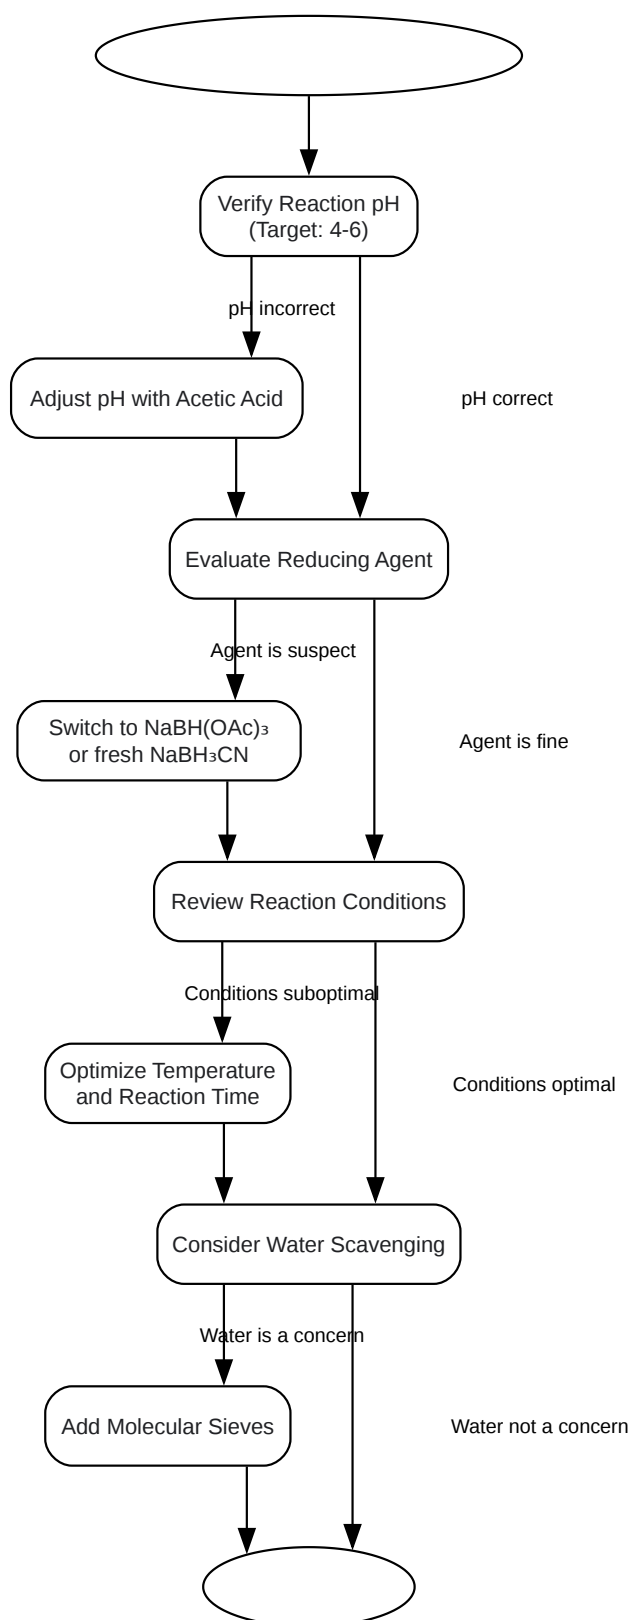 Verify Reaction pH
(Target: 4-6)
pH incorrect
Adjust pH with Acetic Acid
pH correct
Evaluate Reducing Agent
Agent is suspect
Switch to NaBH(OAc)₃
or fresh NaBH₃CN
Agent is fine
Review Reaction Conditions
Conditions suboptimal
Optimize Temperature
and Reaction Time
Conditions optimal
Consider Water Scavenging
Water is a concern
Add Molecular Sieves
Water not a concern